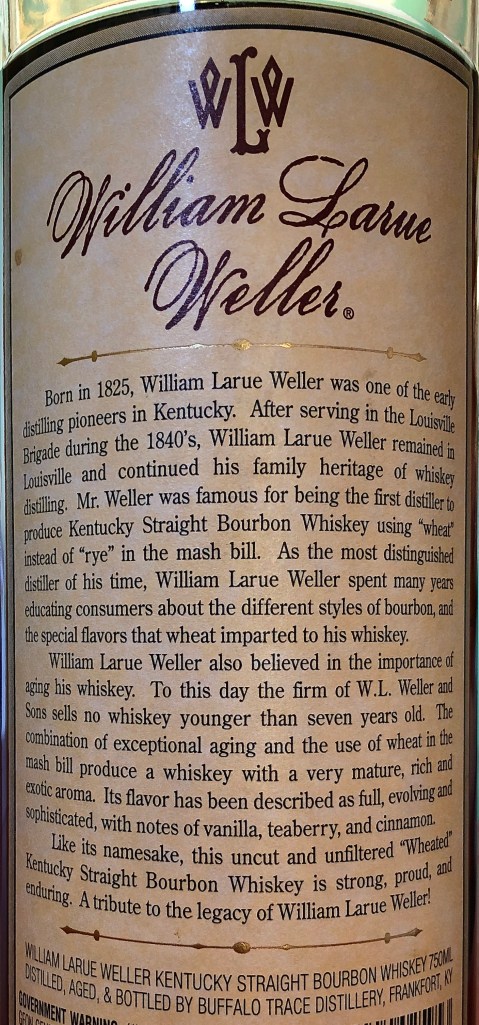 WLW
William Larue
Weller®
Born in 1825, William Larue Weller was one of the early
distilling pioneers in Kentucky. After serving in the Louisville
Brigade during the 1840's, William Larue Weller remained in
Louisville and continued his family heritage of whiskey
distilling. Mr. Weller was famous for being the first distiller to
produce Kentucky Straight Bourbon Whiskey using "wheat"
instead of "rye" in the mash bill. As the most distinguished
distiller of his time, William Larue Weller spent many years
educating consumers about the different styles of bourbon, and
the special flavors that wheat imparted to his whiskey.
William Larue Weller also believed in the importance of
aging his whiskey. To this day the firm of W.L. Weller and
Sons sells no whiskey younger than seven years old. The
combination of exceptional aging and the use of wheat in the
mash bill produce a whiskey with a very mature, rich and
exotic aroma. Its flavor has been described as full, evolving and
sophisticated, with notes of vanilla, teaberry, and cinnamon.
Like its namesake, this uncut and unfiltered "Wheated"
Kentucky Straight Bourbon Whiskey is strong, proud, and
enduring. A tribute to the legacy of William Larue Weller!
WILLIAM LARUE WELLER KENTUCKY STRAIGHT BOURBON WHISKEY 750ML
DISTILLED, AGED, & BOTTLED BY BUFFALO TRACE DISTILLERY, FRANKFORT, KY
GOVERNMENT WARNING